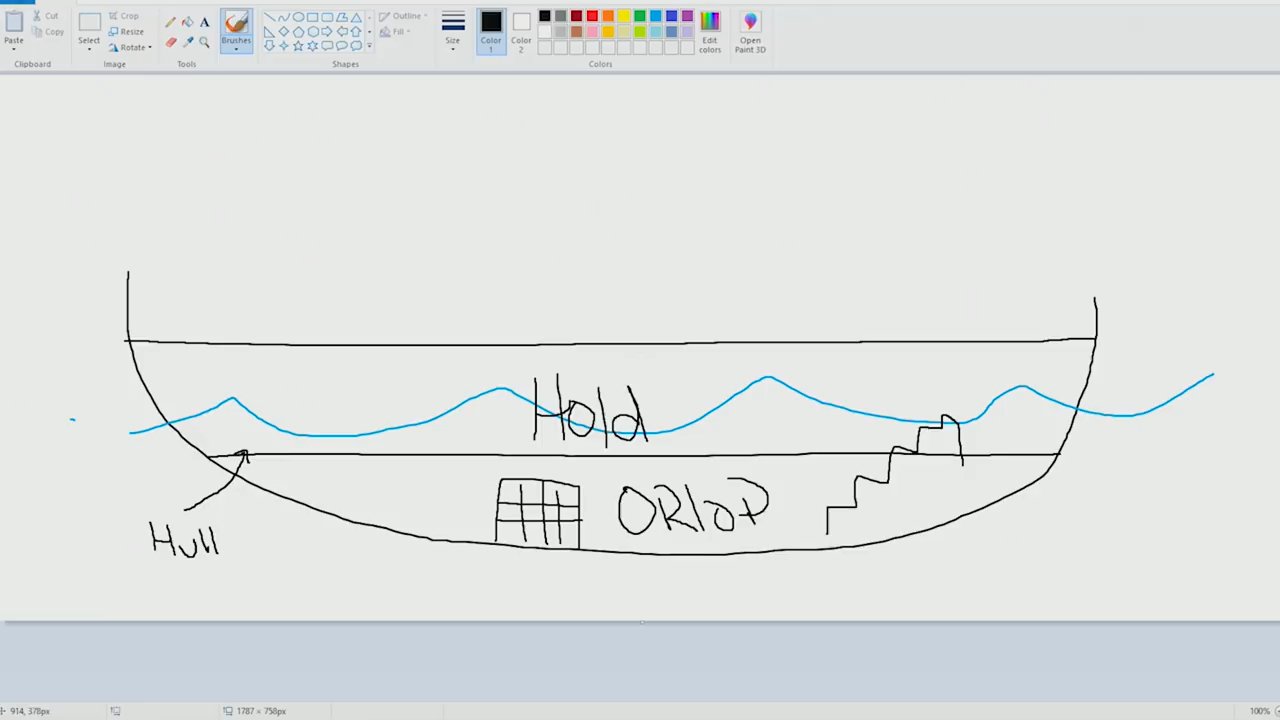 Paste
Cut
Copy
Clipboard
Select
Crop
Resize
Rotate
Image
A
Tools
Brushes
Shapes
Outline
Fill
Size
Color 1
Color 2
Colors
Edit colors
Open Paint 3D
Hold
ORlOP
Hull
914, 378px
1787 × 758px
100%